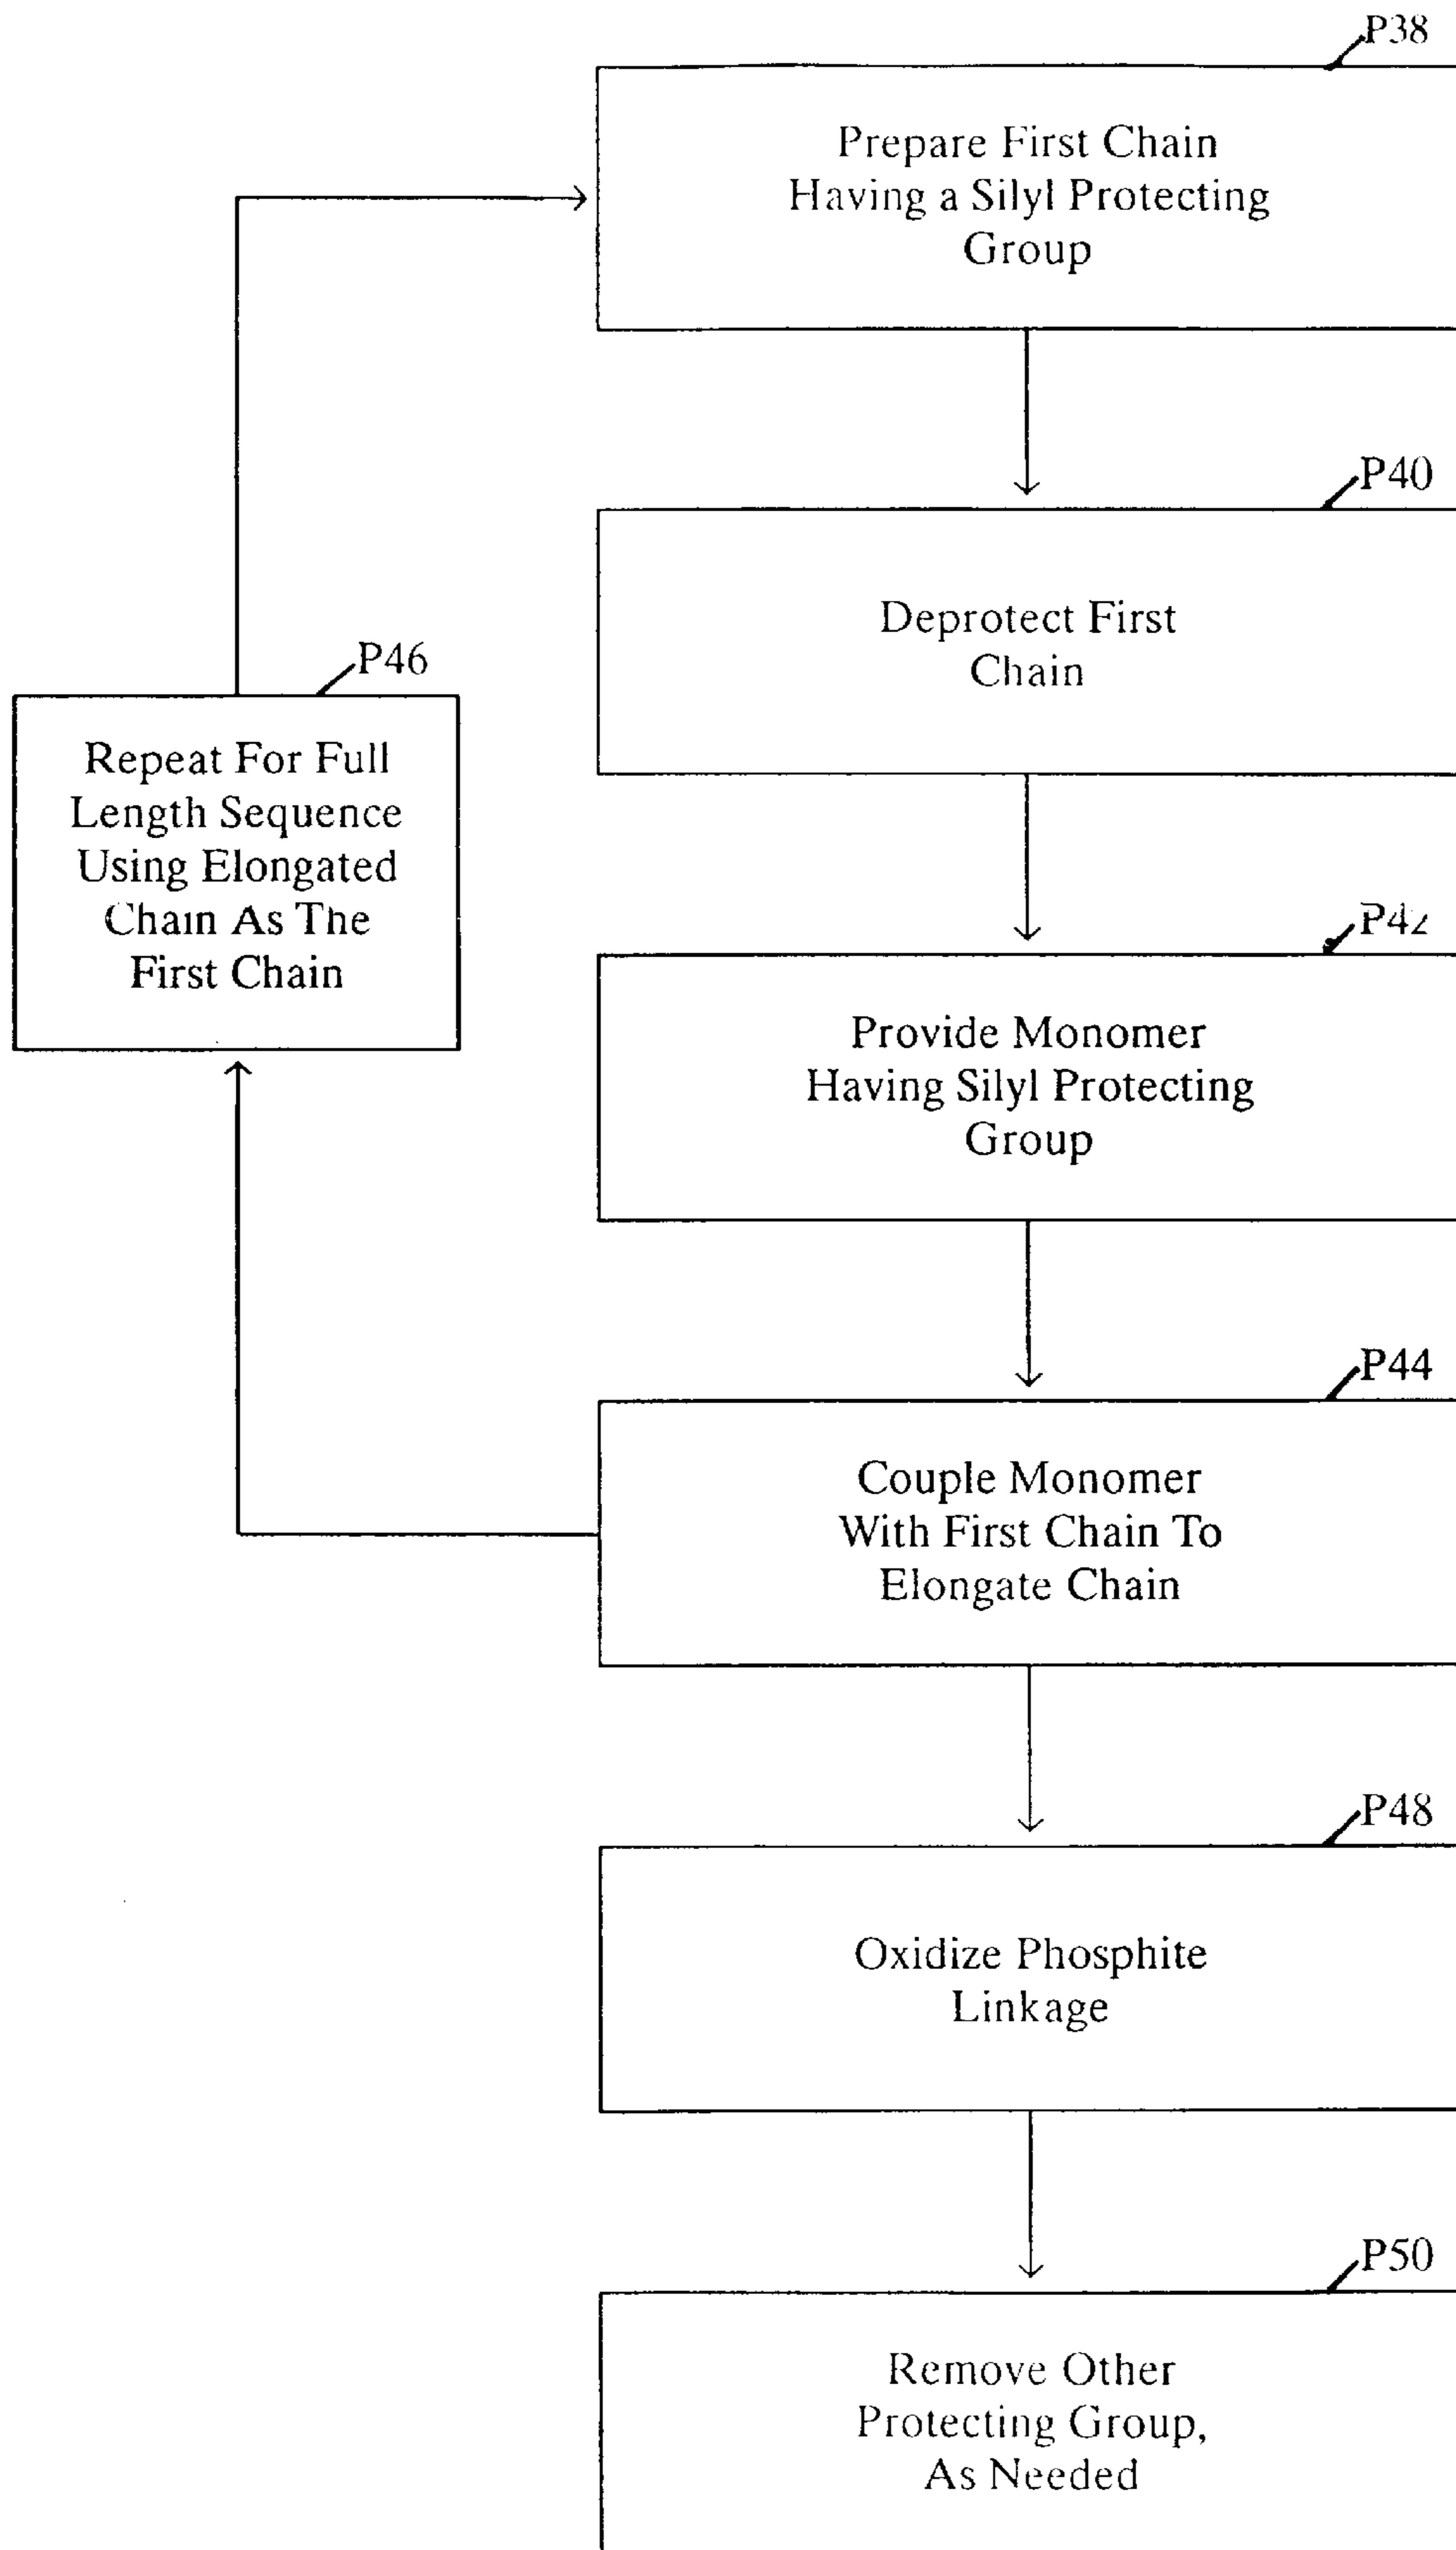 P38
Prepare First Chain
Having a Silyl Protecting
Group
P40
Deprotect First
Chain
P46
Repeat For Full
Length Sequence
Using Elongated
Chain As The
First Chain
P42
Provide Monomer
Having Silyl Protecting
Group
P44
Couple Monomer
With First Chain To
Elongate Chain
P48
Oxidize Phosphite
Linkage
P50
Remove Other
Protecting Group,
As Needed